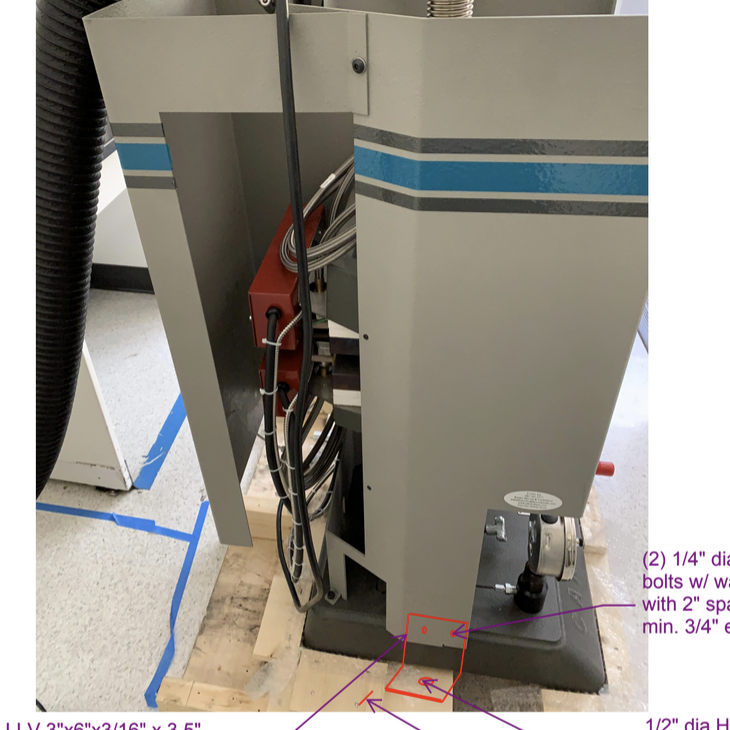 (2) 1/4" dia
bolts w/ wa
with 2" spa
min. 3/4" e
LLV 3"x6"x3/16" x 3.5"
1/2" dia H